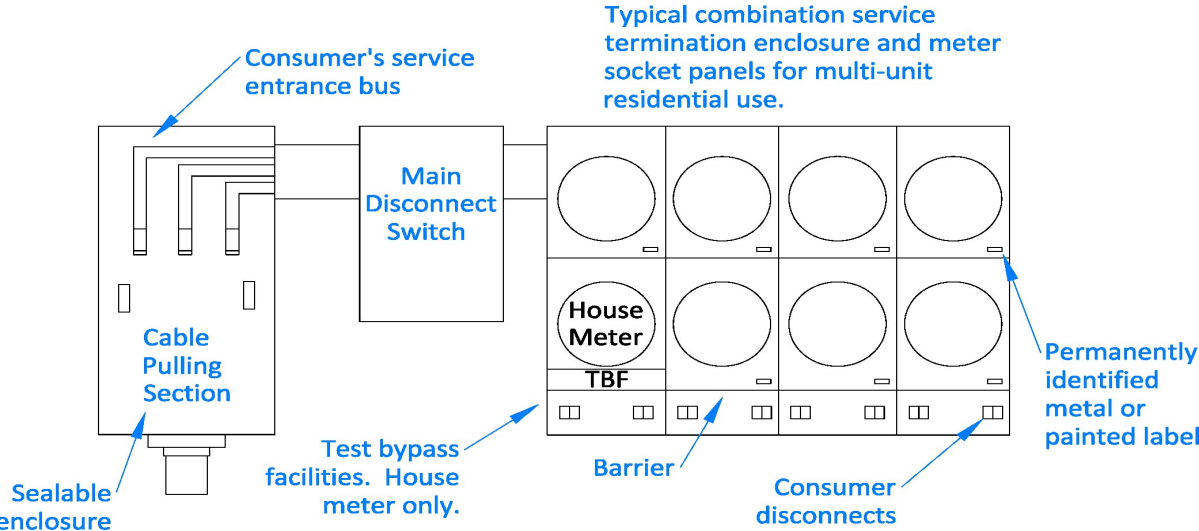 Typical combination service
termination enclosure and meter
socket panels for multi-unit
residential use.
Consumer's service
entrance bus
Main
Disconnect
Switch
House
Meter
TBF
Cable
Pulling
Section
Permanently
identified
metal or
painted label
Test bypass
facilities. House
meter only.
Barrier
Consumer
disconnects
Sealable
enclosure